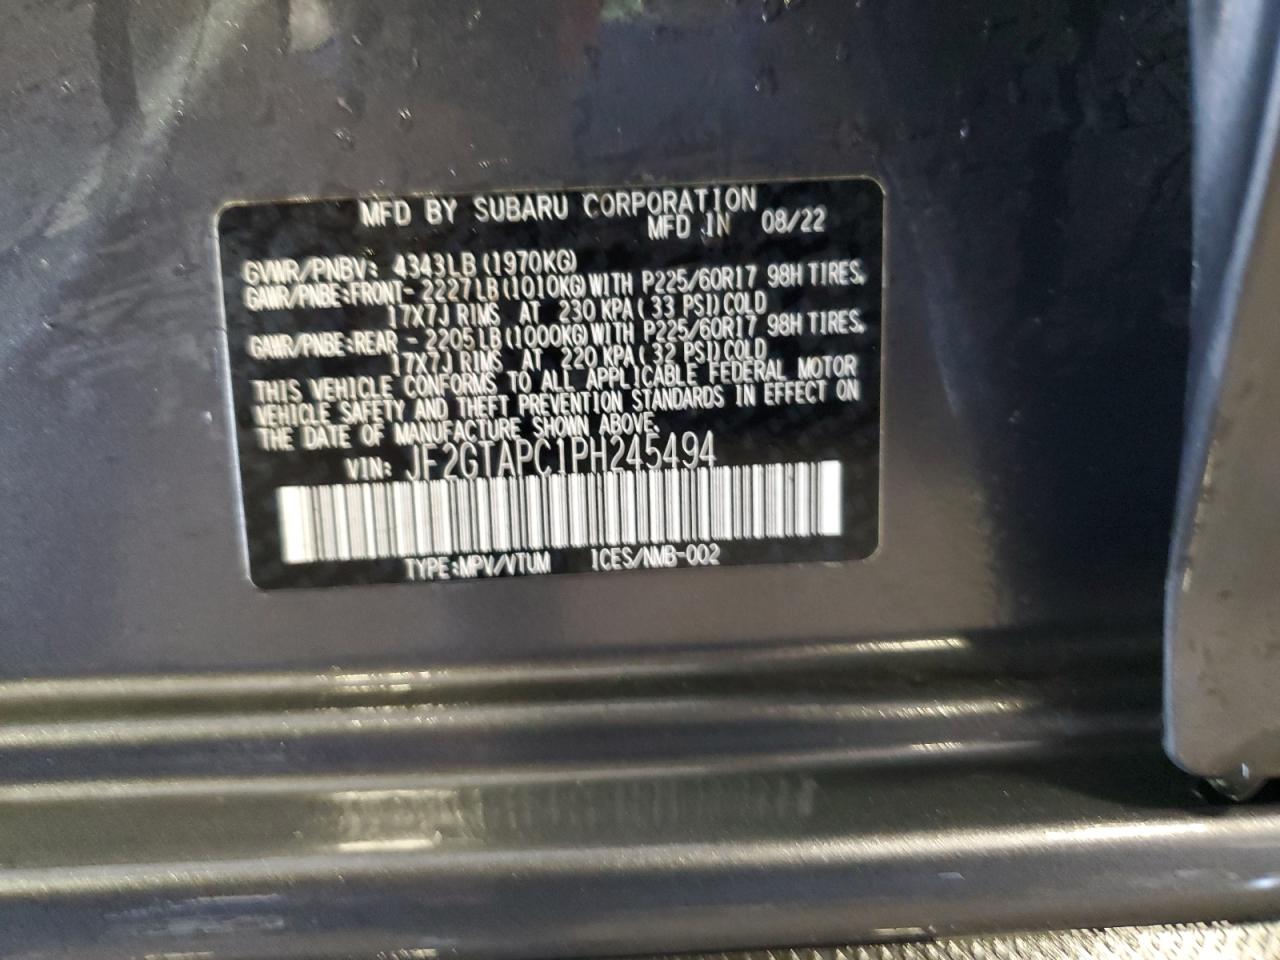 MFD BY SUBARU CORPORATION
MFD IN 08/22
GVWR/PNBV: 4343LB (1970KG)
GAWR/PNBE:FRONT-2227LB(1010KG)WITH P225/60R17 98H TIRES,
17X7J RIMS AT 230 KPA( 33 PSI)COLD
GAWR/PNBE:REAR -2205LB(1000KG)WITH P225/60R17 98H TIRES,
17X7J RIMS AT 220 KPA( 32 PSI)COLD
THIS VEHICLE CONFORMS TO ALL APPLICABLE FEDERAL MOTOR
VEHICLE SAFETY AND THEFT PREVENTION STANDARDS IN EFFECT ON
THE DATE OF MANUFACTURE SHOWN ABOVE.
VIN: JF2GTAPC1PH245494
TYPE:MPV/VTUM ICES/NMB-002